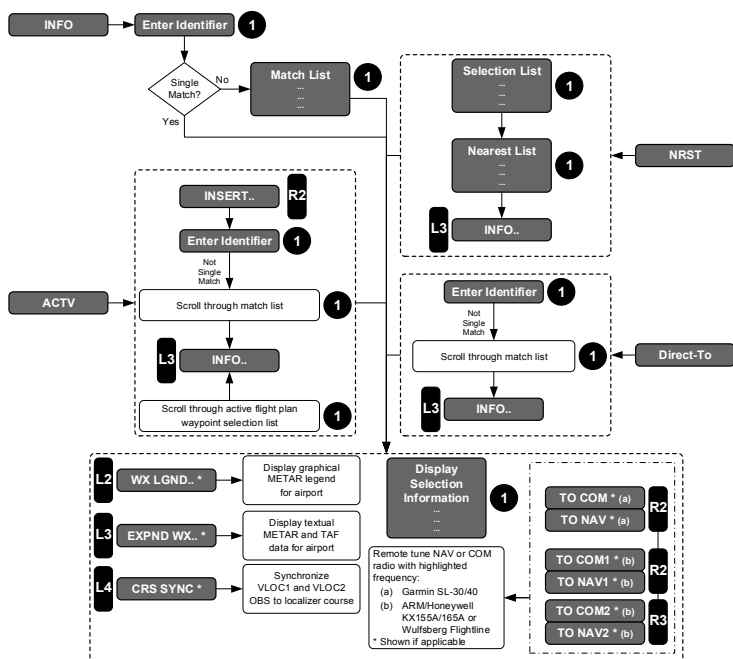 INFO
Enter Identifier
1
Single
Match?
No
Yes
Match List
...
...
...
1
Selection List
...
...
...
1
Nearest List
...
...
...
1
L3
INFO..
NRST
INSERT..
R2
Enter Identifier
1
Not
Single
Match
ACTV
Scroll through match list
1
L3
INFO..
Scroll through active flight plan
waypoint selection list
1
Enter Identifier
1
Not
Single
Match
Scroll through match list
1
Direct-To
L3
INFO..
L2
WX LGND.. *
Display graphical
METAR legend
for airport
L3
EXPND WX.. *
Display textual
METAR and TAF
data for airport
L4
CRS SYNC *
Synchronize
VLOC1 and VLOC2
OBS to localizer course
Display
Selection
Information
...
...
...
1
Remote tune NAV or COM
radio with highlighted
frequency:
(a) Garmin SL-30/40
(b) ARM/Honeywell
KX155A/165A or
Wulfsberg Flightline
* Shown if applicable
TO COM * (a)
TO NAV * (a)
R2
TO COM1 * (b)
TO NAV1 * (b)
R2
TO COM2 * (b)
TO NAV2 * (b)
R3